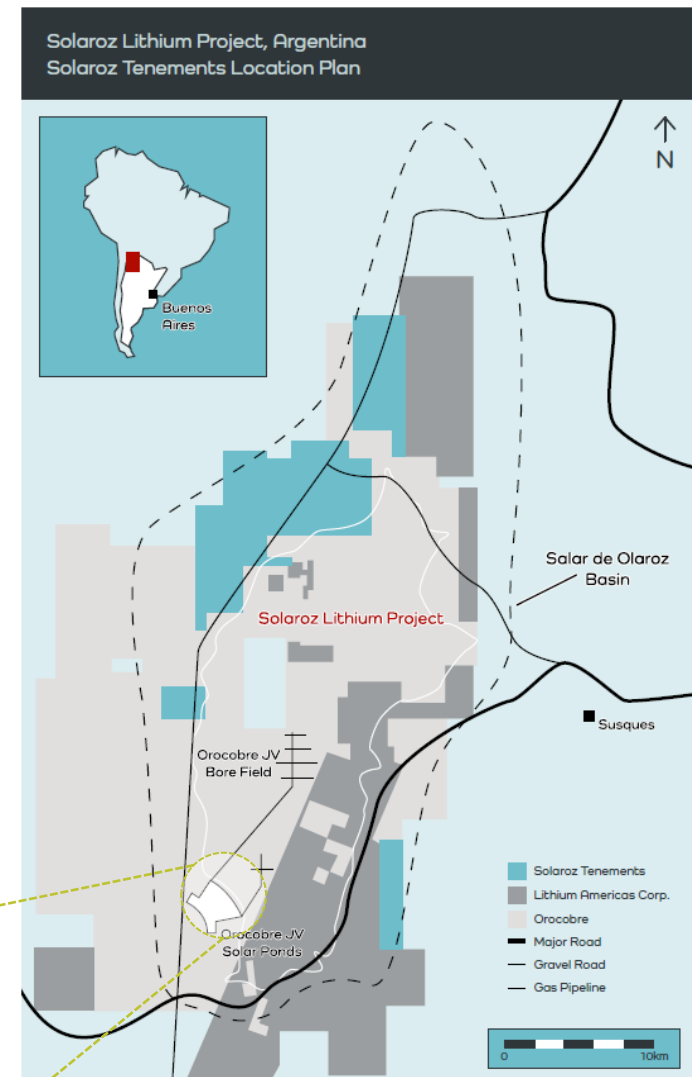 Solaroz Lithium Project, Argentina
Solaroz Tenements Location Plan
N
Buenos
Aires
Salar de Olaroz
Basin
Solaroz Lithium Project
Susques
Orocobre JV
Bore Field
Orocobre JV
Solar Ponds
Solaroz Tenements
Lithium Americas Corp.
Orocobre
Major Road
Gravel Road
Gas Pipeline
0
10km